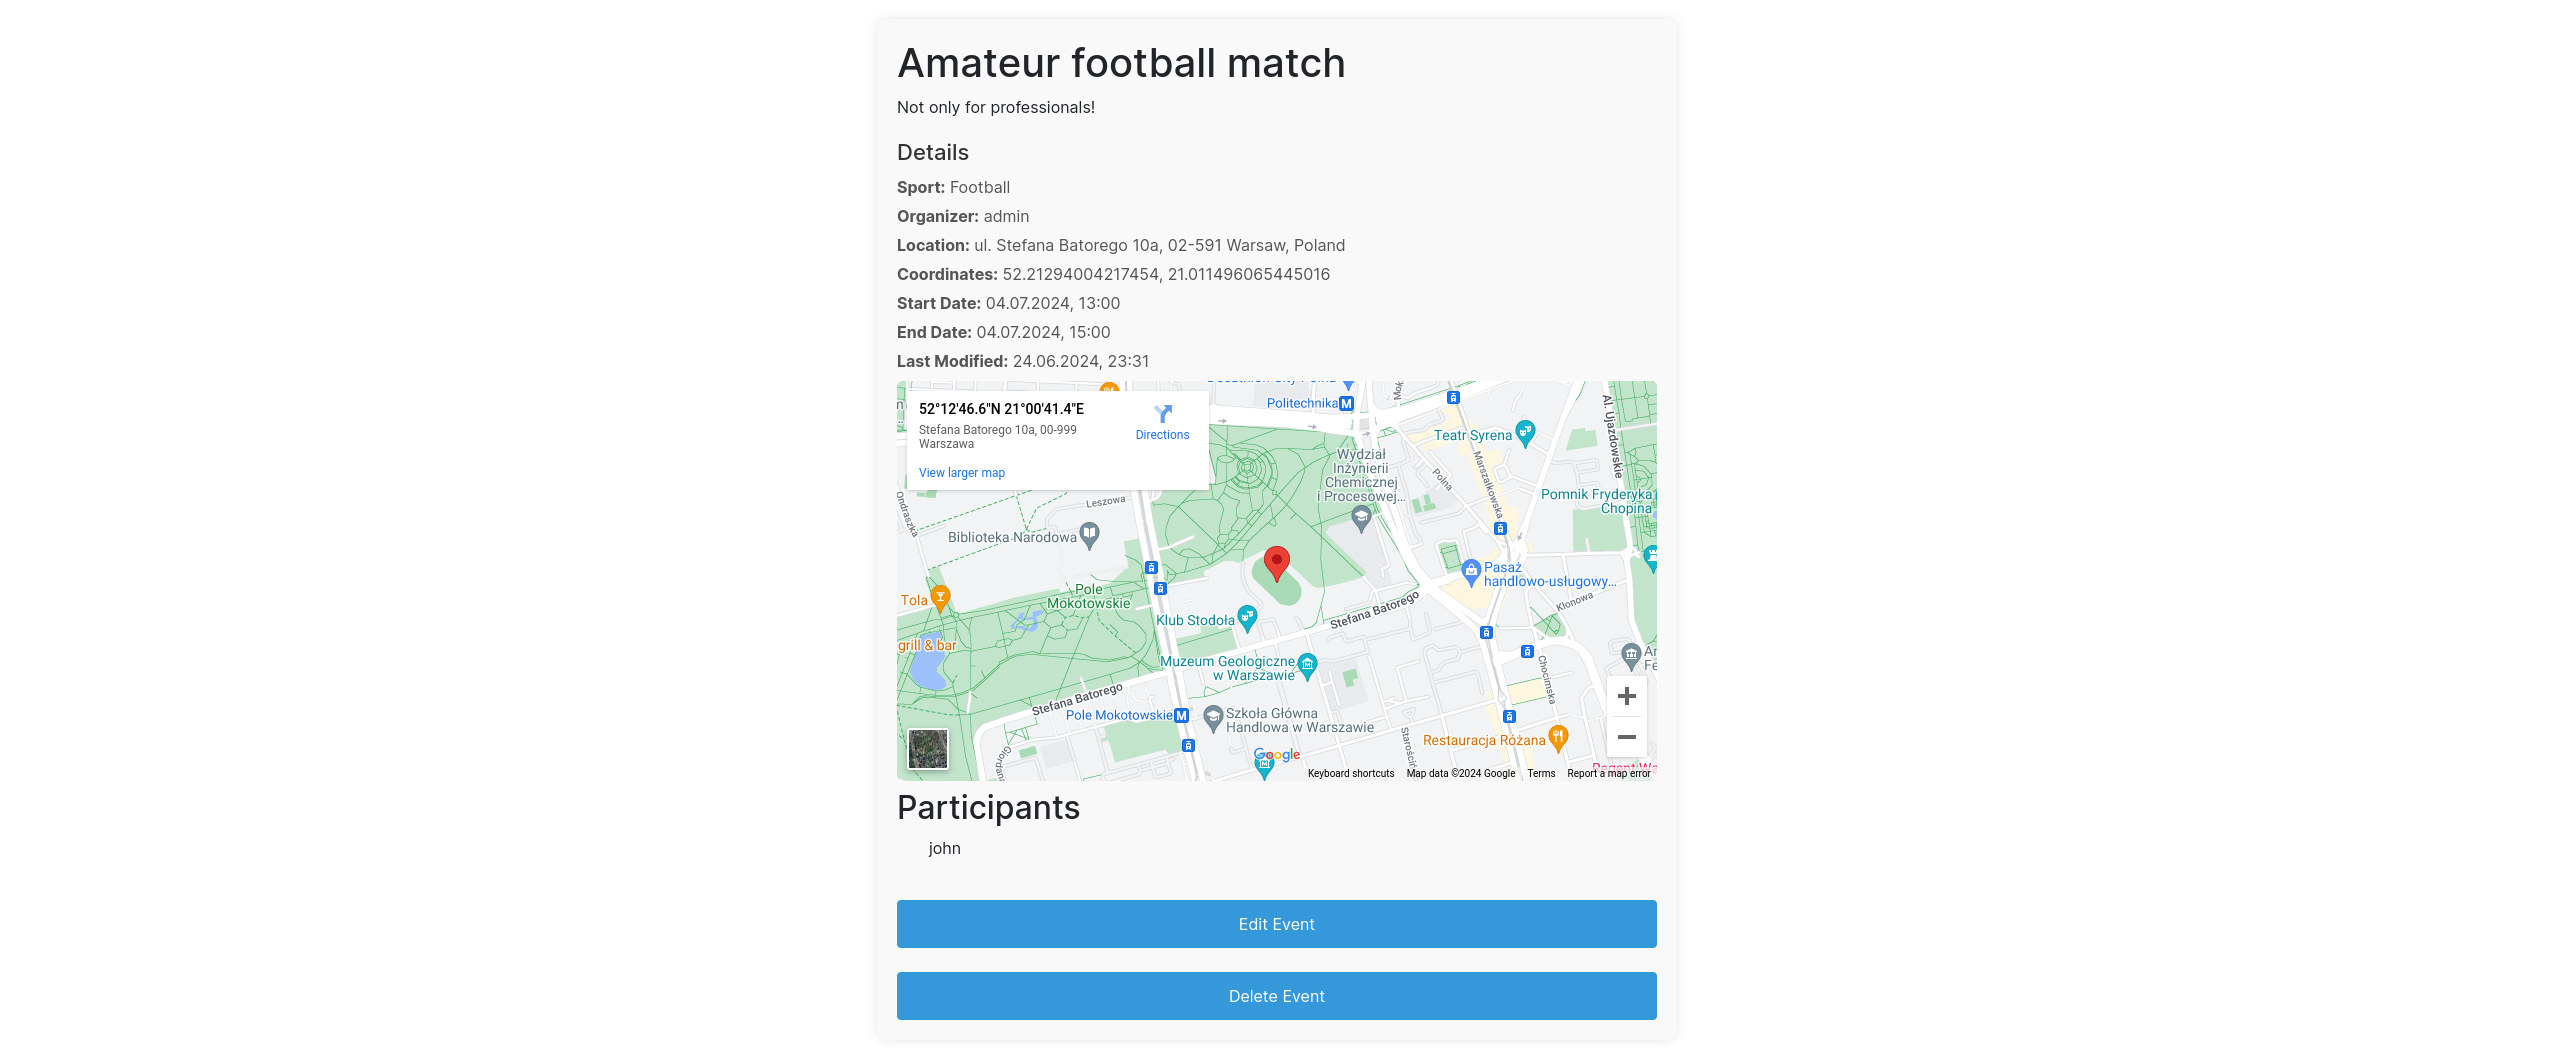 Amateur football match
Not only for professionals!
Details
Sport: Football
Organizer: admin
Location: ul. Stefana Batorego 10a, 02-591 Warsaw, Poland
Coordinates: 52.21294004217454, 21.011496065445016
Start Date: 04.07.2024, 13:00
End Date: 04.07.2024, 15:00
Last Modified: 24.06.2024, 23:31
52°12'46.6"N 21°00'41.4"E
Stefana Batorego 10a, 00-999
Warszawa
View larger map
Directions
Politechnika
M
Teatr Syrena
Al. Ujazdowskie
Marszałkowska
Polna
Wydział
Inżynierii
Chemicznej
i Procesowej...
Pomnik Fryderyka
Chopina
Leszowa
Ondraszka
Biblioteka Narodowa
Pole
Mokotowskie
Tola
grill & bar
Klub Stodoła
Stefana Batorego
Pasaż
handlowo-usługowy...
Klonowa
Chocimska
Muzeum Geologiczne
w Warszawie
Stefana Batorego
Pole Mokotowskie
M
Szkoła Główna
Handlowa w Warszawie
Restauracja Różana
Google
Keyboard shortcuts
Map data ©2024 Google
Terms
Report a map error
Participants
john
Edit Event
Delete Event